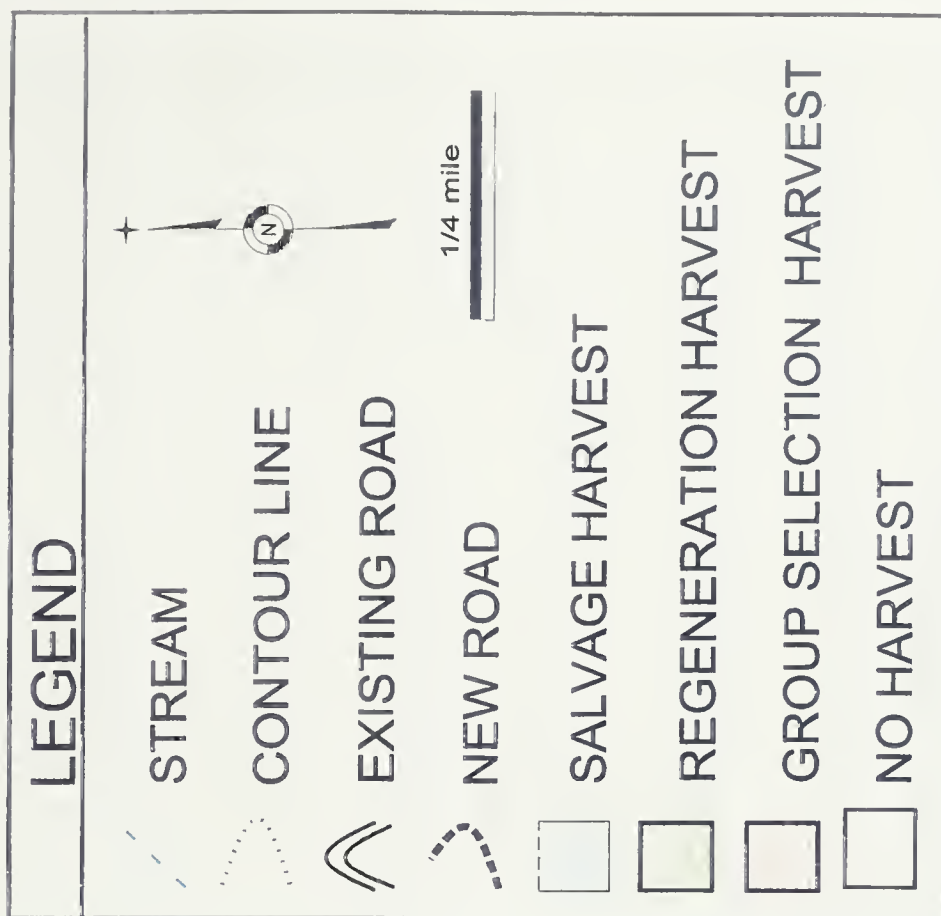 LEGEND
STREAM
CONTOUR LINE
EXISTING ROAD
NEW ROAD
SALVAGE HARVEST
REGENERATION HARVEST
GROUP SELECTION HARVEST
NO HARVEST
N
1/4 mile